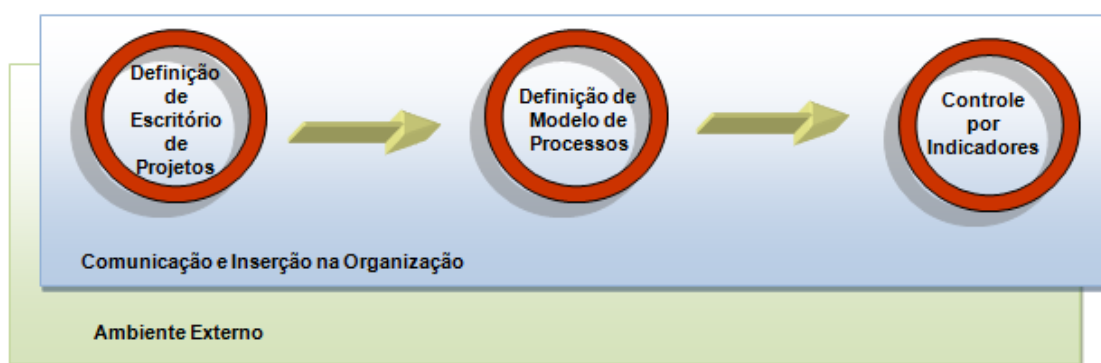 Definição
de
Escritório
de
Projetos
Definição de
Modelo de
Processos
Controle
por
Indicadores
Comunicação e Inserção na Organização
Ambiente Externo